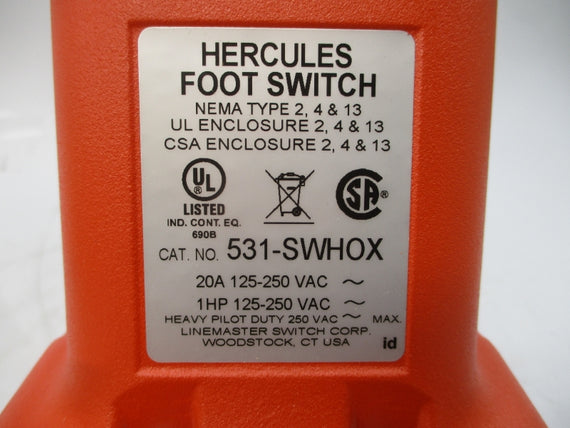 HERCULES
FOOT SWITCH
NEMA TYPE 2, 4 & 13
UL ENCLOSURE 2, 4 & 13
CSA ENCLOSURE 2, 4 & 13
UL ®
LISTED
IND. CONT. EQ.
690B
CSA ®
CAT. NO. 531-SWHOX
20A 125-250 VAC ~
1HP 125-250 VAC ~
HEAVY PILOT DUTY 250 VAC ~ MAX.
LINEMASTER SWITCH CORP.
WOODSTOCK, CT USA
id